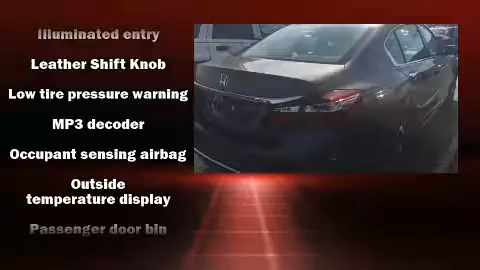 Illuminated entry
Leather Shift Knob
Low tire pressure warning
MP3 decoder
Occupant sensing airbag
Outside
temperature display
Passenger door bin